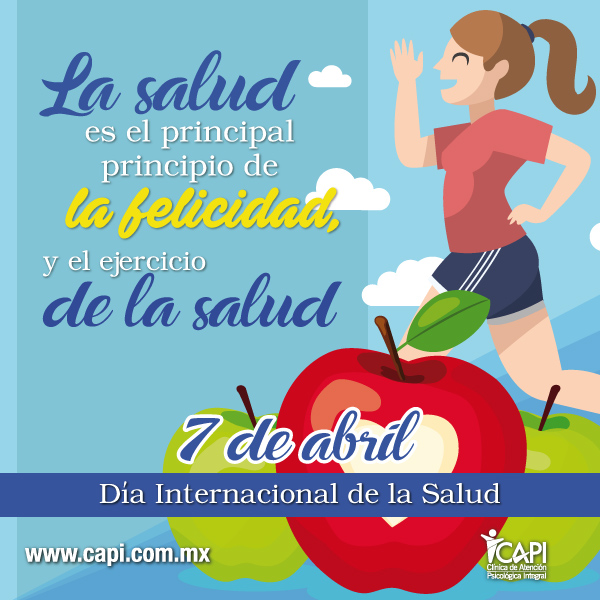 La salud
es el principal
principio de
la felicidad,
y el ejercicio
de la salud
7 de abril
Día Internacional de la Salud
www.capi.com.mx
CAPI
Clínica de Atención
Psicológica Integral